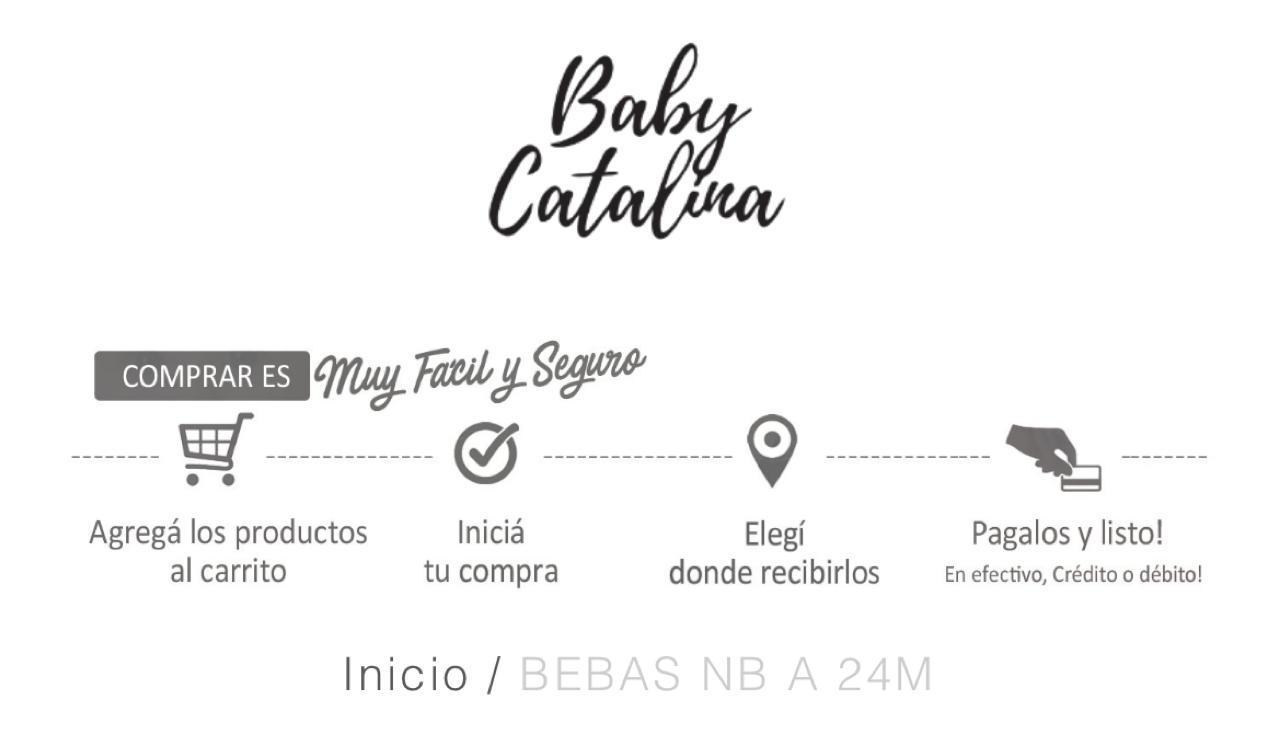 Baby
Catalina
COMPRAR ES Muy Fácil y Seguro
Agregá los productos
al carrito
Iniciá
tu compra
Elegí
donde recibirlos
Pagalos y listo!
En efectivo, Crédito o débito!
Inicio / BEBAS NB A 24M